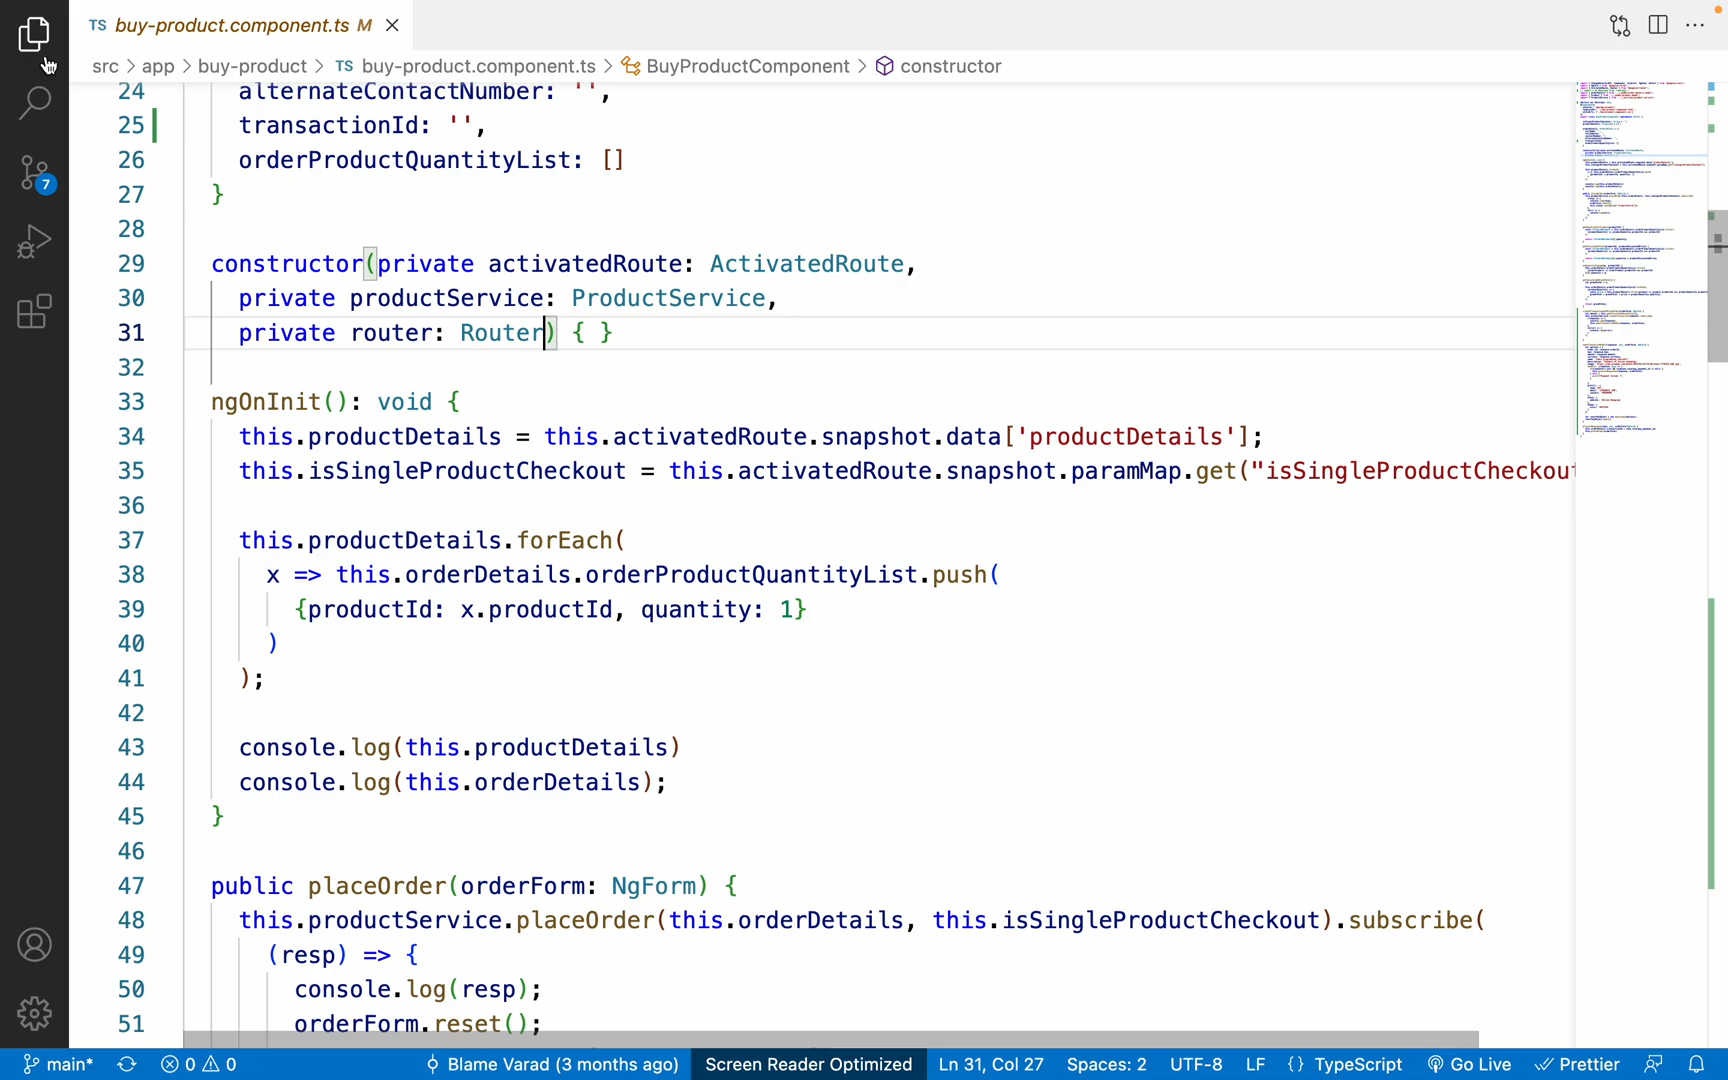 TS buy-product.component.ts M
src > app > buy-product > TS buy-product.component.ts > BuyProductComponent > constructor
24 alternateContactNumber: '',
25 transactionId: '',
26 orderProductQuantityList: []
27 }
28
29 constructor(private activatedRoute: ActivatedRoute,
30 private productService: ProductService,
31 private router: Router) { }
32
33 ngOnInit(): void {
34 this.productDetails = this.activatedRoute.snapshot.data['productDetails'];
35 this.isSingleProductCheckout = this.activatedRoute.snapshot.paramMap.get("isSingleProductCheckout
36
37 this.productDetails.forEach(
38 x => this.orderDetails.orderProductQuantityList.push(
39 {productId: x.productId, quantity: 1}
40 )
41 );
42
43 console.log(this.productDetails)
44 console.log(this.orderDetails);
45 }
46
47 public placeOrder(orderForm: NgForm) {
48 this.productService.placeOrder(this.orderDetails, this.isSingleProductCheckout).subscribe(
49 (resp) => {
50 console.log(resp);
51 orderForm.reset();
7
main* 0 0 Blame Varad (3 months ago) Screen Reader Optimized Ln 31, Col 27 Spaces: 2 UTF-8 LF {} TypeScript Go Live Prettier